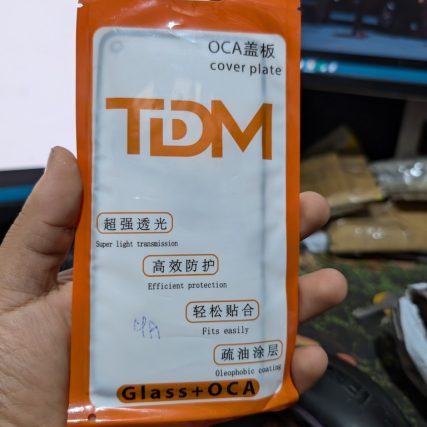 OCA盖板
cover plate
TDM
超强透光
Super light transmission
高效防护
Efficient protection
轻松贴合
Fits easily
疏油涂层
Oleophobic coating
Glass+OCA